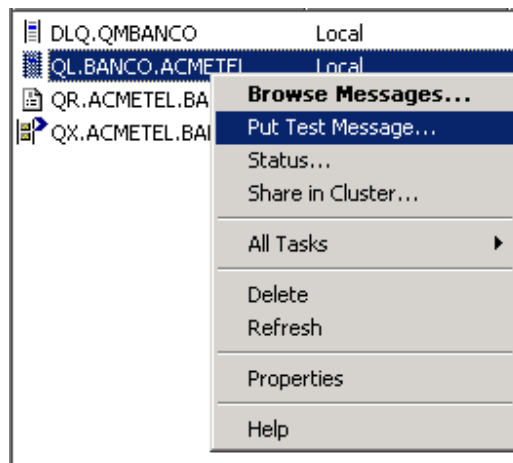 DLQ.QMBANCO Local
QL.BANCO.ACMETEL Local
QR.ACMETEL.BA
QX.ACMETEL.BAI
Browse Messages...
Put Test Message...
Status...
Share in Cluster...
All Tasks
Delete
Refresh
Properties
Help